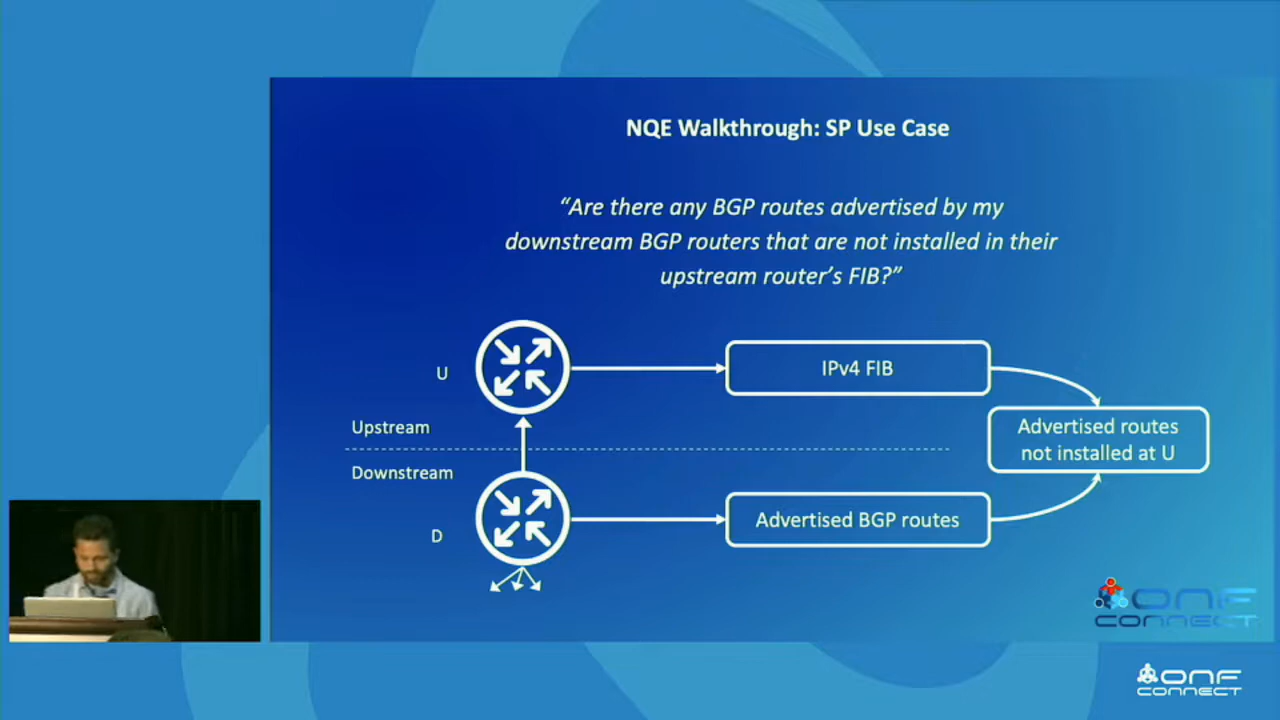 NQE Walkthrough: SP Use Case
“Are there any BGP routes advertised by my
downstream BGP routers that are not installed in their
upstream router’s FIB?”
U
IPv4 FIB
Upstream
Advertised routes
not installed at U
Downstream
D
Advertised BGP routes
ONF
CONNECT
ONF
CONNECT